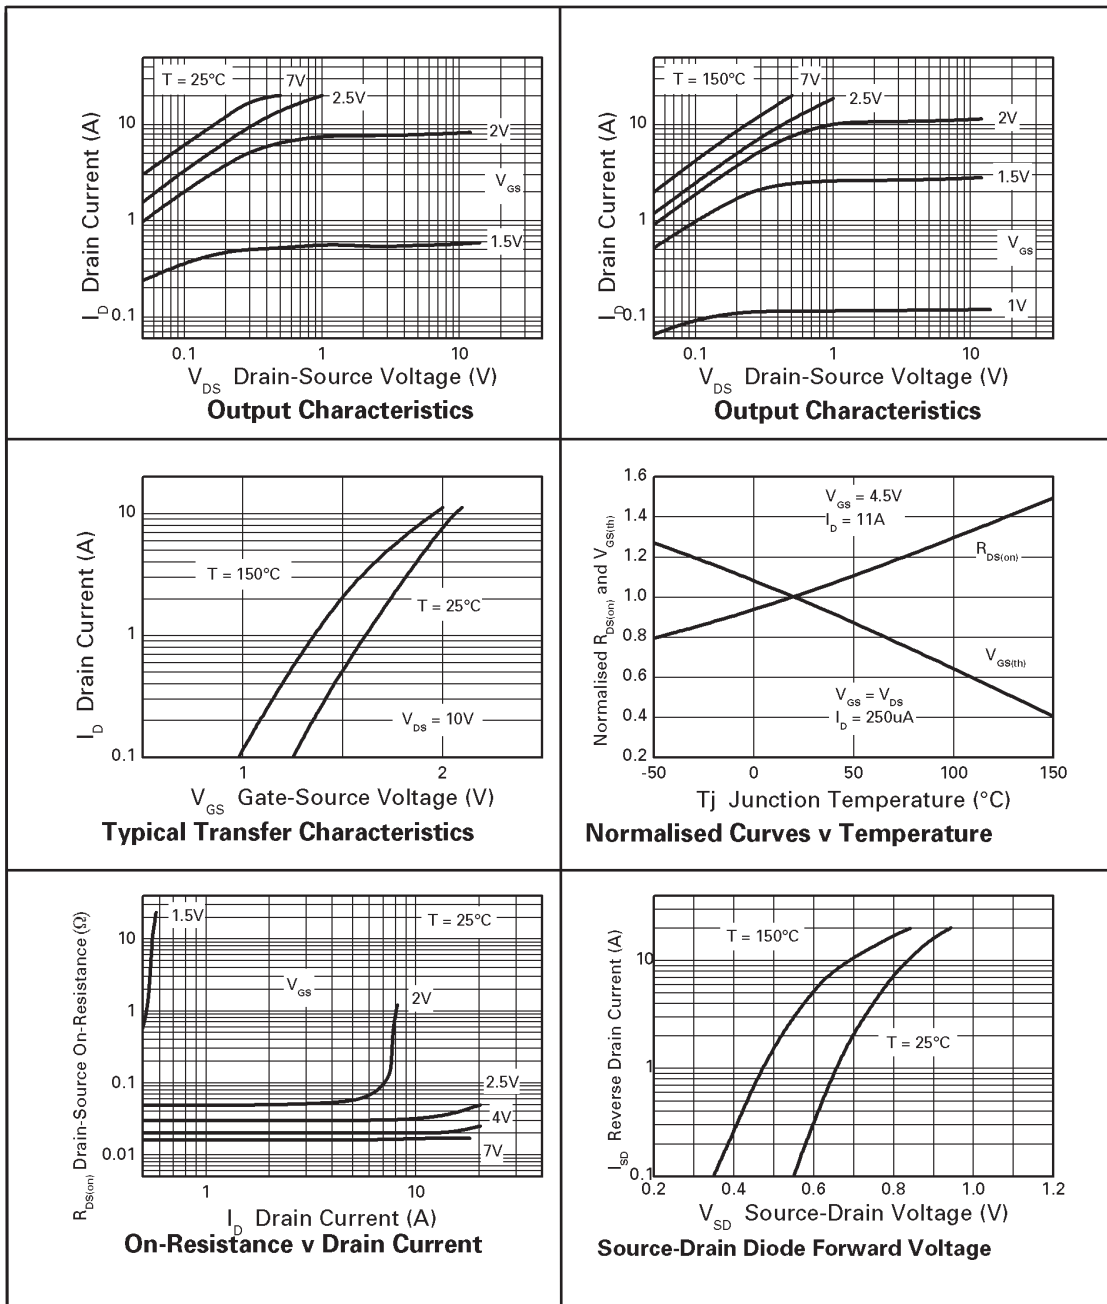 T = 25°C
7V
2.5V
2V
V_GS
1.5V
10
1
0.1
I_D Drain Current (A)
0.1
1
10
V_DS Drain-Source Voltage (V)
Output Characteristics
T = 150°C
7V
2.5V
2V
1.5V
V_GS
1V
10
1
0.1
I_D Drain Current (A)
0.1
1
10
V_DS Drain-Source Voltage (V)
Output Characteristics
10
1
0.1
I_D Drain Current (A)
T = 150°C
T = 25°C
V_DS = 10V
1
2
V_GS Gate-Source Voltage (V)
Typical Transfer Characteristics
1.6
1.4
1.2
1.0
0.8
0.6
0.4
0.2
Normalised R_DS(on) and V_GS(th)
V_GS = 4.5V
I_D = 11A
R_DS(on)
V_GS(th)
V_GS = V_DS
I_D = 250uA
-50
0
50
100
150
Tj Junction Temperature (°C)
Normalised Curves v Temperature
1.5V
T = 25°C
V_GS
2V
2.5V
4V
7V
10
1
0.1
0.01
R_DS(on) Drain-Source On-Resistance (Ω)
1
10
I_D Drain Current (A)
On-Resistance v Drain Current
T = 150°C
T = 25°C
10
1
0.1
I_SD Reverse Drain Current (A)
0.2
0.4
0.6
0.8
1.0
1.2
V_SD Source-Drain Voltage (V)
Source-Drain Diode Forward Voltage